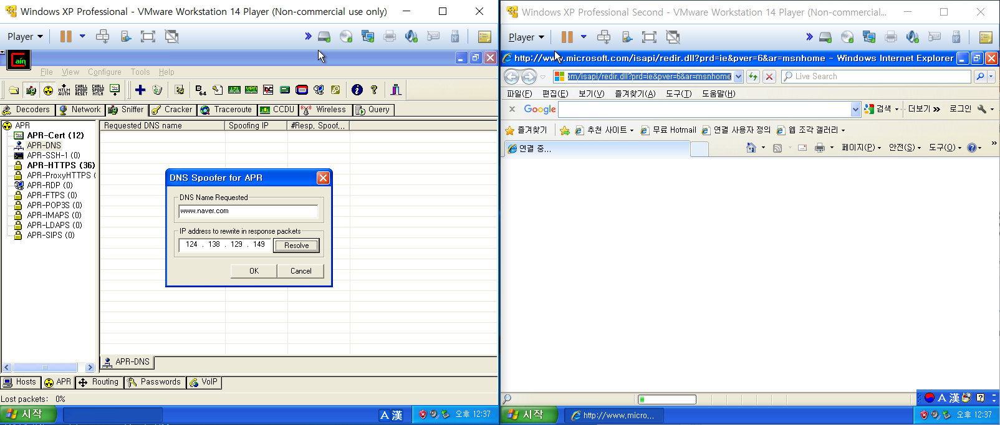 Windows XP Professional - VMware Workstation 14 Player (Non-commercial use only)
Player
Cain
File View Configure Tools Help
NTLM AUTH
CHALL SPOOF RESET
CHALL SPOOF NTLM
B64
Decoders Network Sniffer Cracker Traceroute CCDU Wireless Query
APR
APR-Cert (12)
APR-DNS
APR-SSH-1 (0)
APR-HTTPS (36)
APR-ProxyHTTPS (
APR-RDP (0)
APR-FTPS (0)
APR-POP3S (0)
APR-IMAPS (0)
APR-LDAPS (0)
APR-SIPS (0)
Requested DNS name Spoofing IP #Resp. Spoof...
DNS Spoofer for APR
DNS Name Requested
www.naver.com
IP address to rewrite in response packets
124 . 138 . 129 . 149 Resolve
OK Cancel
APR-DNS
Hosts APR Routing Passwords VoIP
Lost packets: 0%
시작 A 漢 오후 12:37
Windows XP Professional Second - VMware Workstation 14 Player (Non-commercial...
Player
http://www.microsoft.com/isapi/redir.dll?prd=ie&pver=6&ar=msnhome - Windows Internet Explorer
om/isapi/redir.dll?prd=ie&pver=6&ar=msnhome Live Search
파일(F) 편집(E) 보기(V) 즐겨찾기(A) 도구(T) 도움말(H)
x Google 검색 더보기 » 로그인
즐겨찾기 추천 사이트 무료 Hotmail 연결 사용자 정의 웹 조각 갤러리
연결 중... 페이지(P) 안전(S) 도구(O) »
A 漢
시작 http://www.micro... 오후 12:37